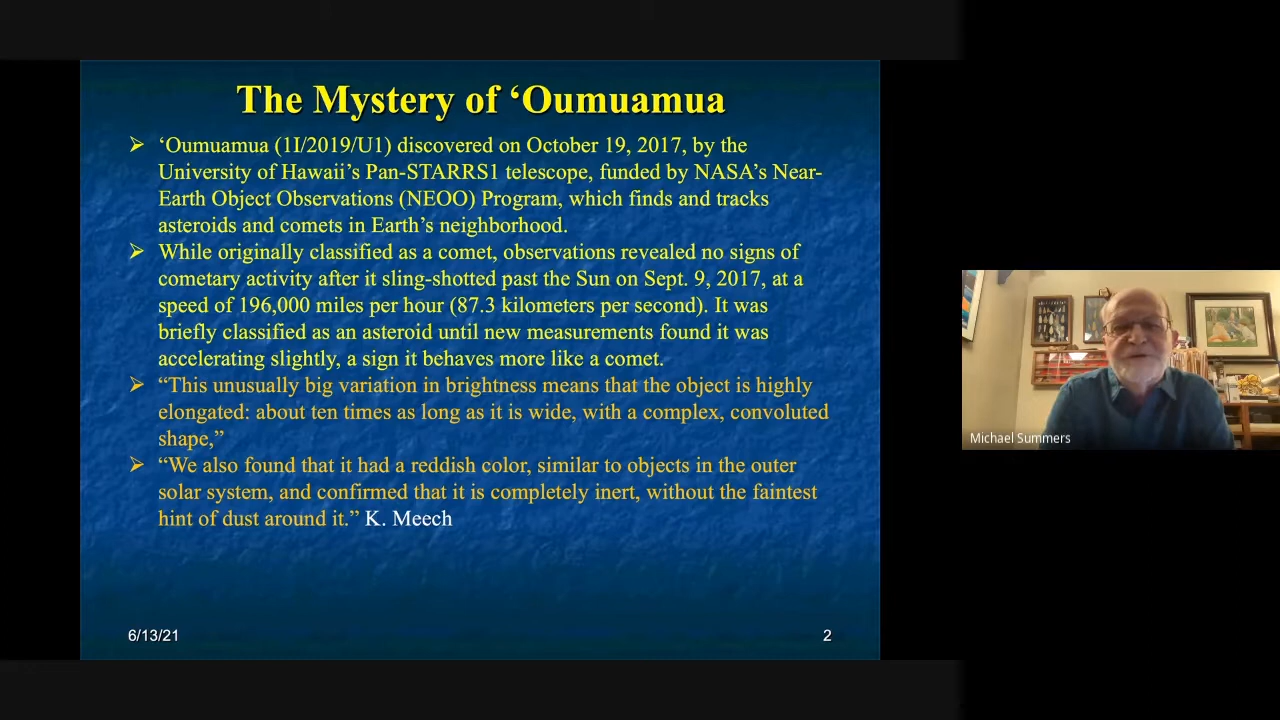 The Mystery of ‘Oumuamua
➢ ‘Oumuamua (1I/2019/U1) discovered on October 19, 2017, by the
University of Hawaii’s Pan-STARRS1 telescope, funded by NASA’s Near-
Earth Object Observations (NEOO) Program, which finds and tracks
asteroids and comets in Earth’s neighborhood.
➢ While originally classified as a comet, observations revealed no signs of
cometary activity after it sling-shotted past the Sun on Sept. 9, 2017, at a
speed of 196,000 miles per hour (87.3 kilometers per second). It was
briefly classified as an asteroid until new measurements found it was
accelerating slightly, a sign it behaves more like a comet.
➢ “This unusually big variation in brightness means that the object is highly
elongated: about ten times as long as it is wide, with a complex, convoluted
shape,”
➢ “We also found that it had a reddish color, similar to objects in the outer
solar system, and confirmed that it is completely inert, without the faintest
hint of dust around it.” K. Meech
6/13/21
2
Michael Summers